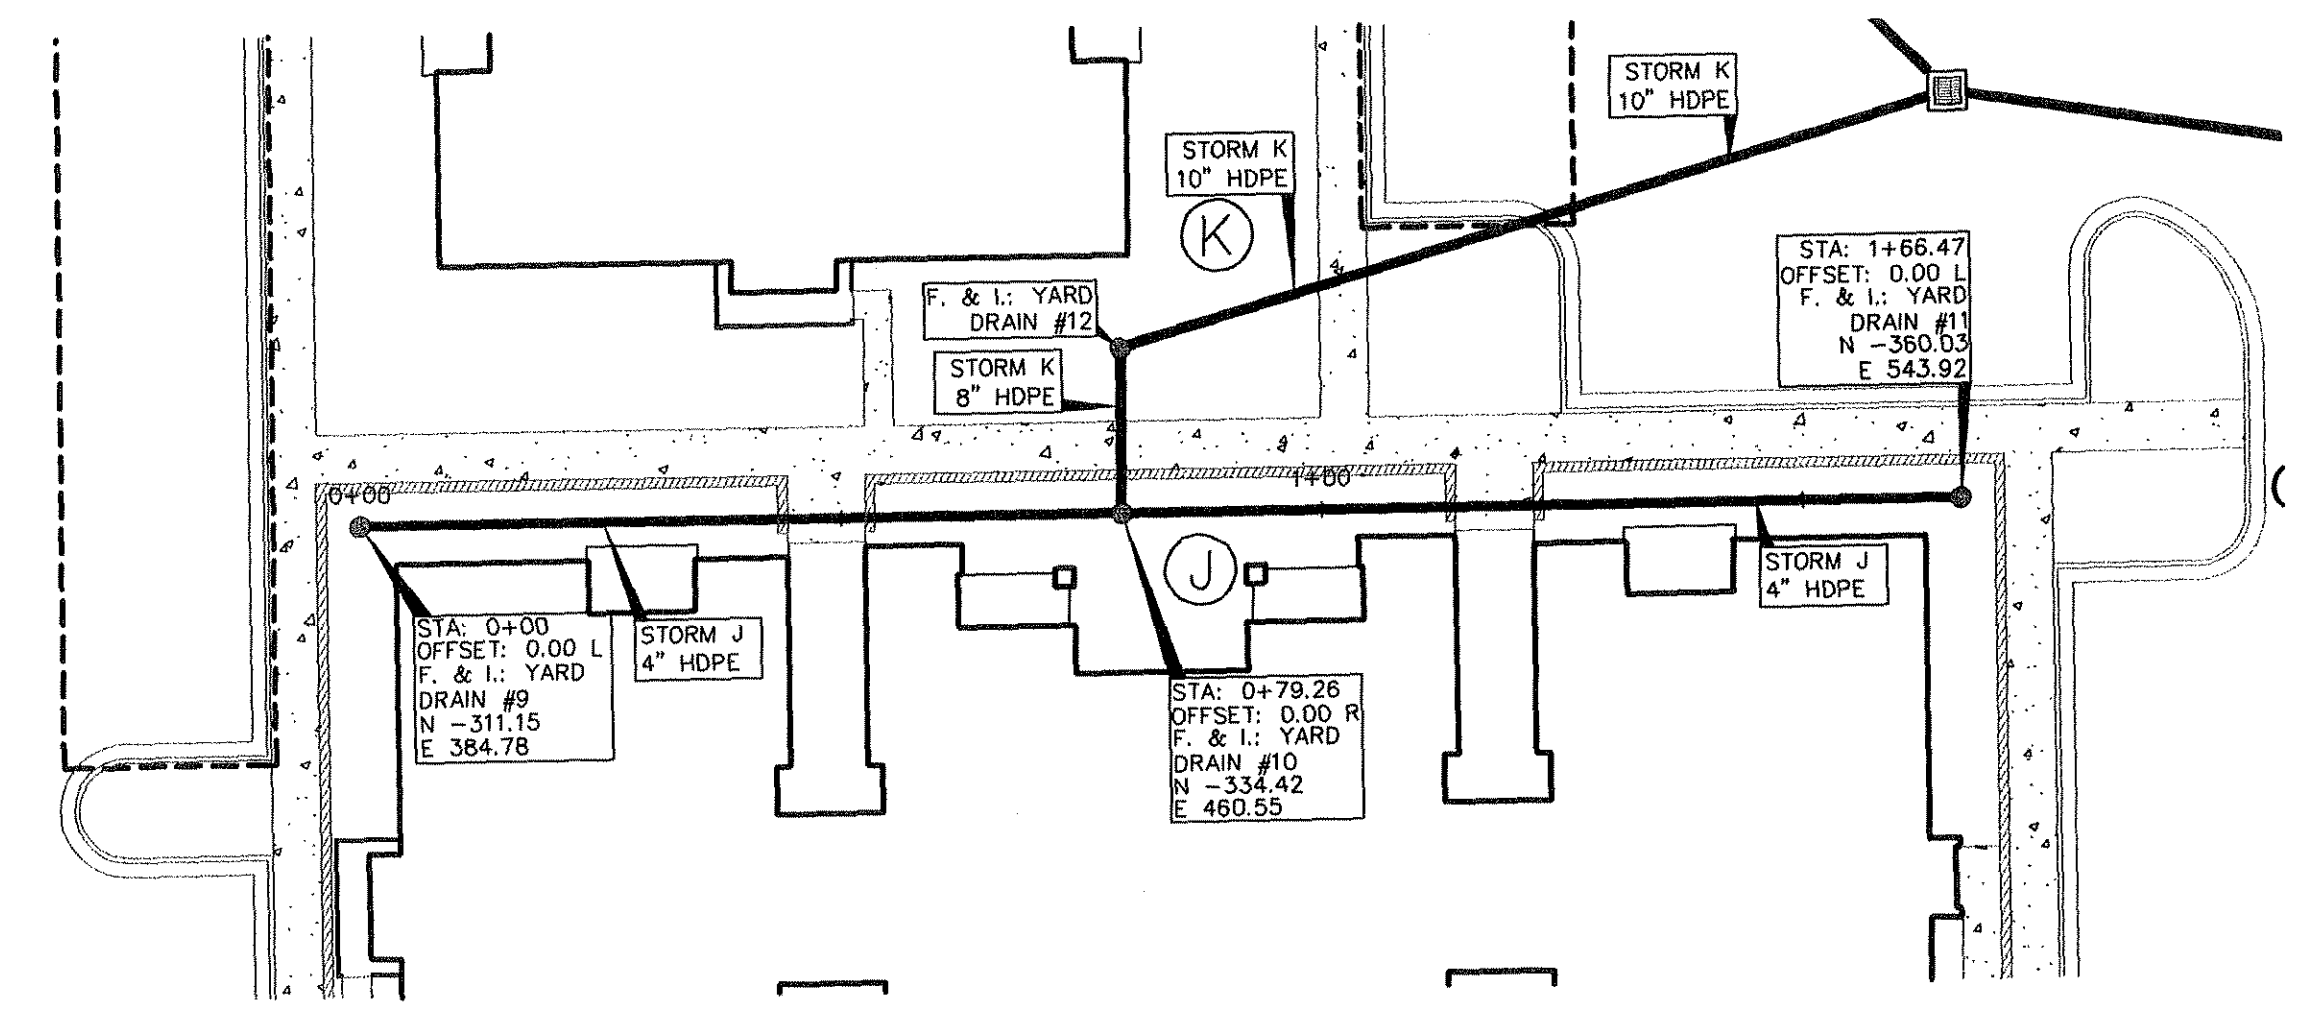 STORM K
10" HDPE
STORM K
10" HDPE
K
STA: 1+66.47
OFFSET: 0.00 L
F. & I.: YARD
DRAIN #11
N -360.03
E 543.92
F. & I.: YARD
DRAIN #12
STORM K
8" HDPE
0+00
1+00
J
STORM J
4" HDPE
STA: 0+00
OFFSET: 0.00 L
F. & I.: YARD
DRAIN #9
N -311.15
E 384.78
STORM J
4" HDPE
STA: 0+79.26
OFFSET: 0.00 R
F. & I.: YARD
DRAIN #10
N -334.42
E 460.55